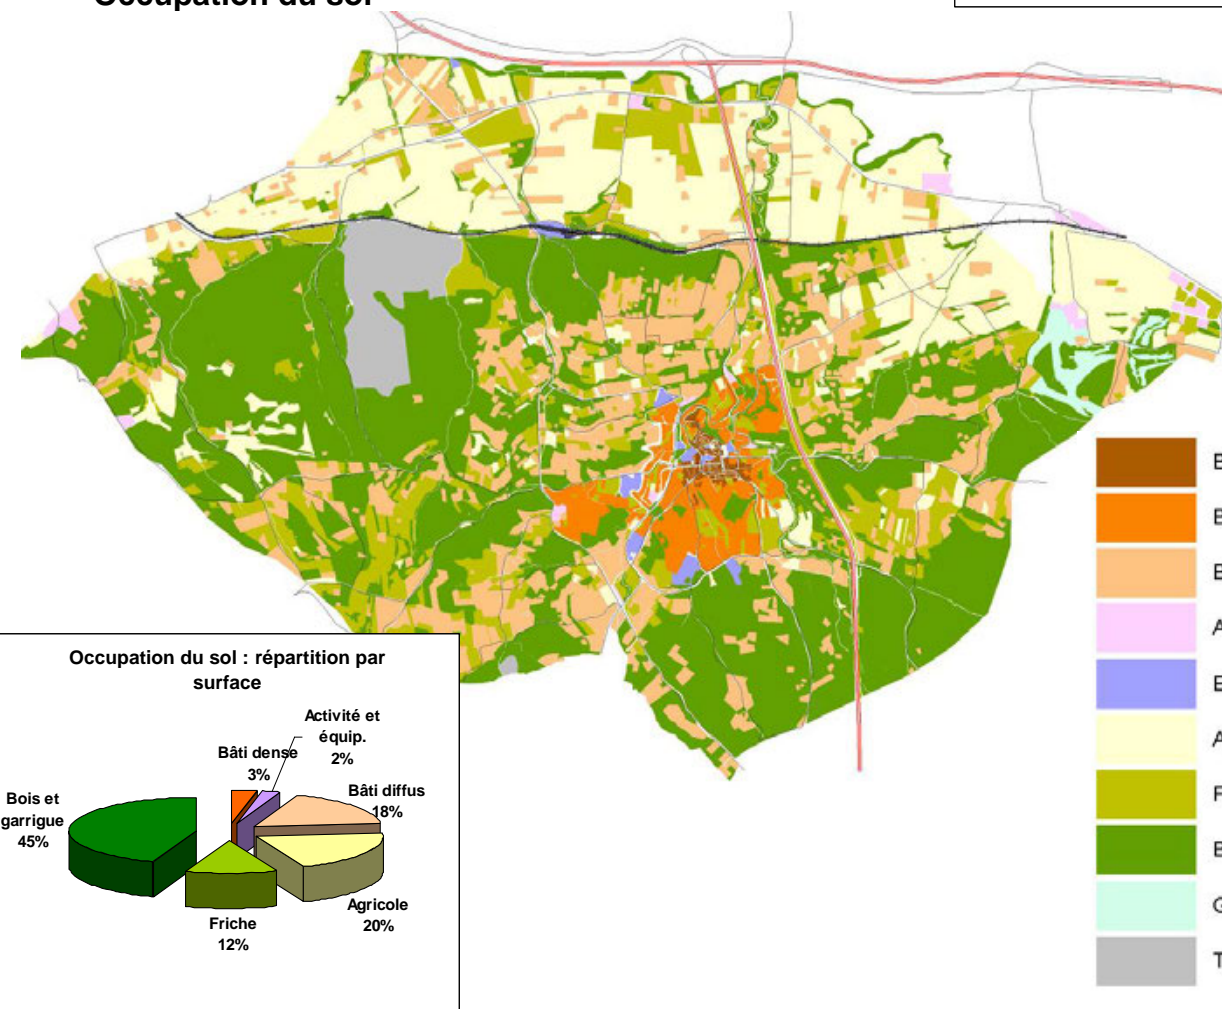 Occupation du sol
B
B
B
A
E
A
F
B
G
T
Occupation du sol : répartition par
surface
Activité et
équip.
2%
Bâti dense
3%
Bâti diffus
18%
Bois et
garrigue
45%
Agricole
20%
Friche
12%